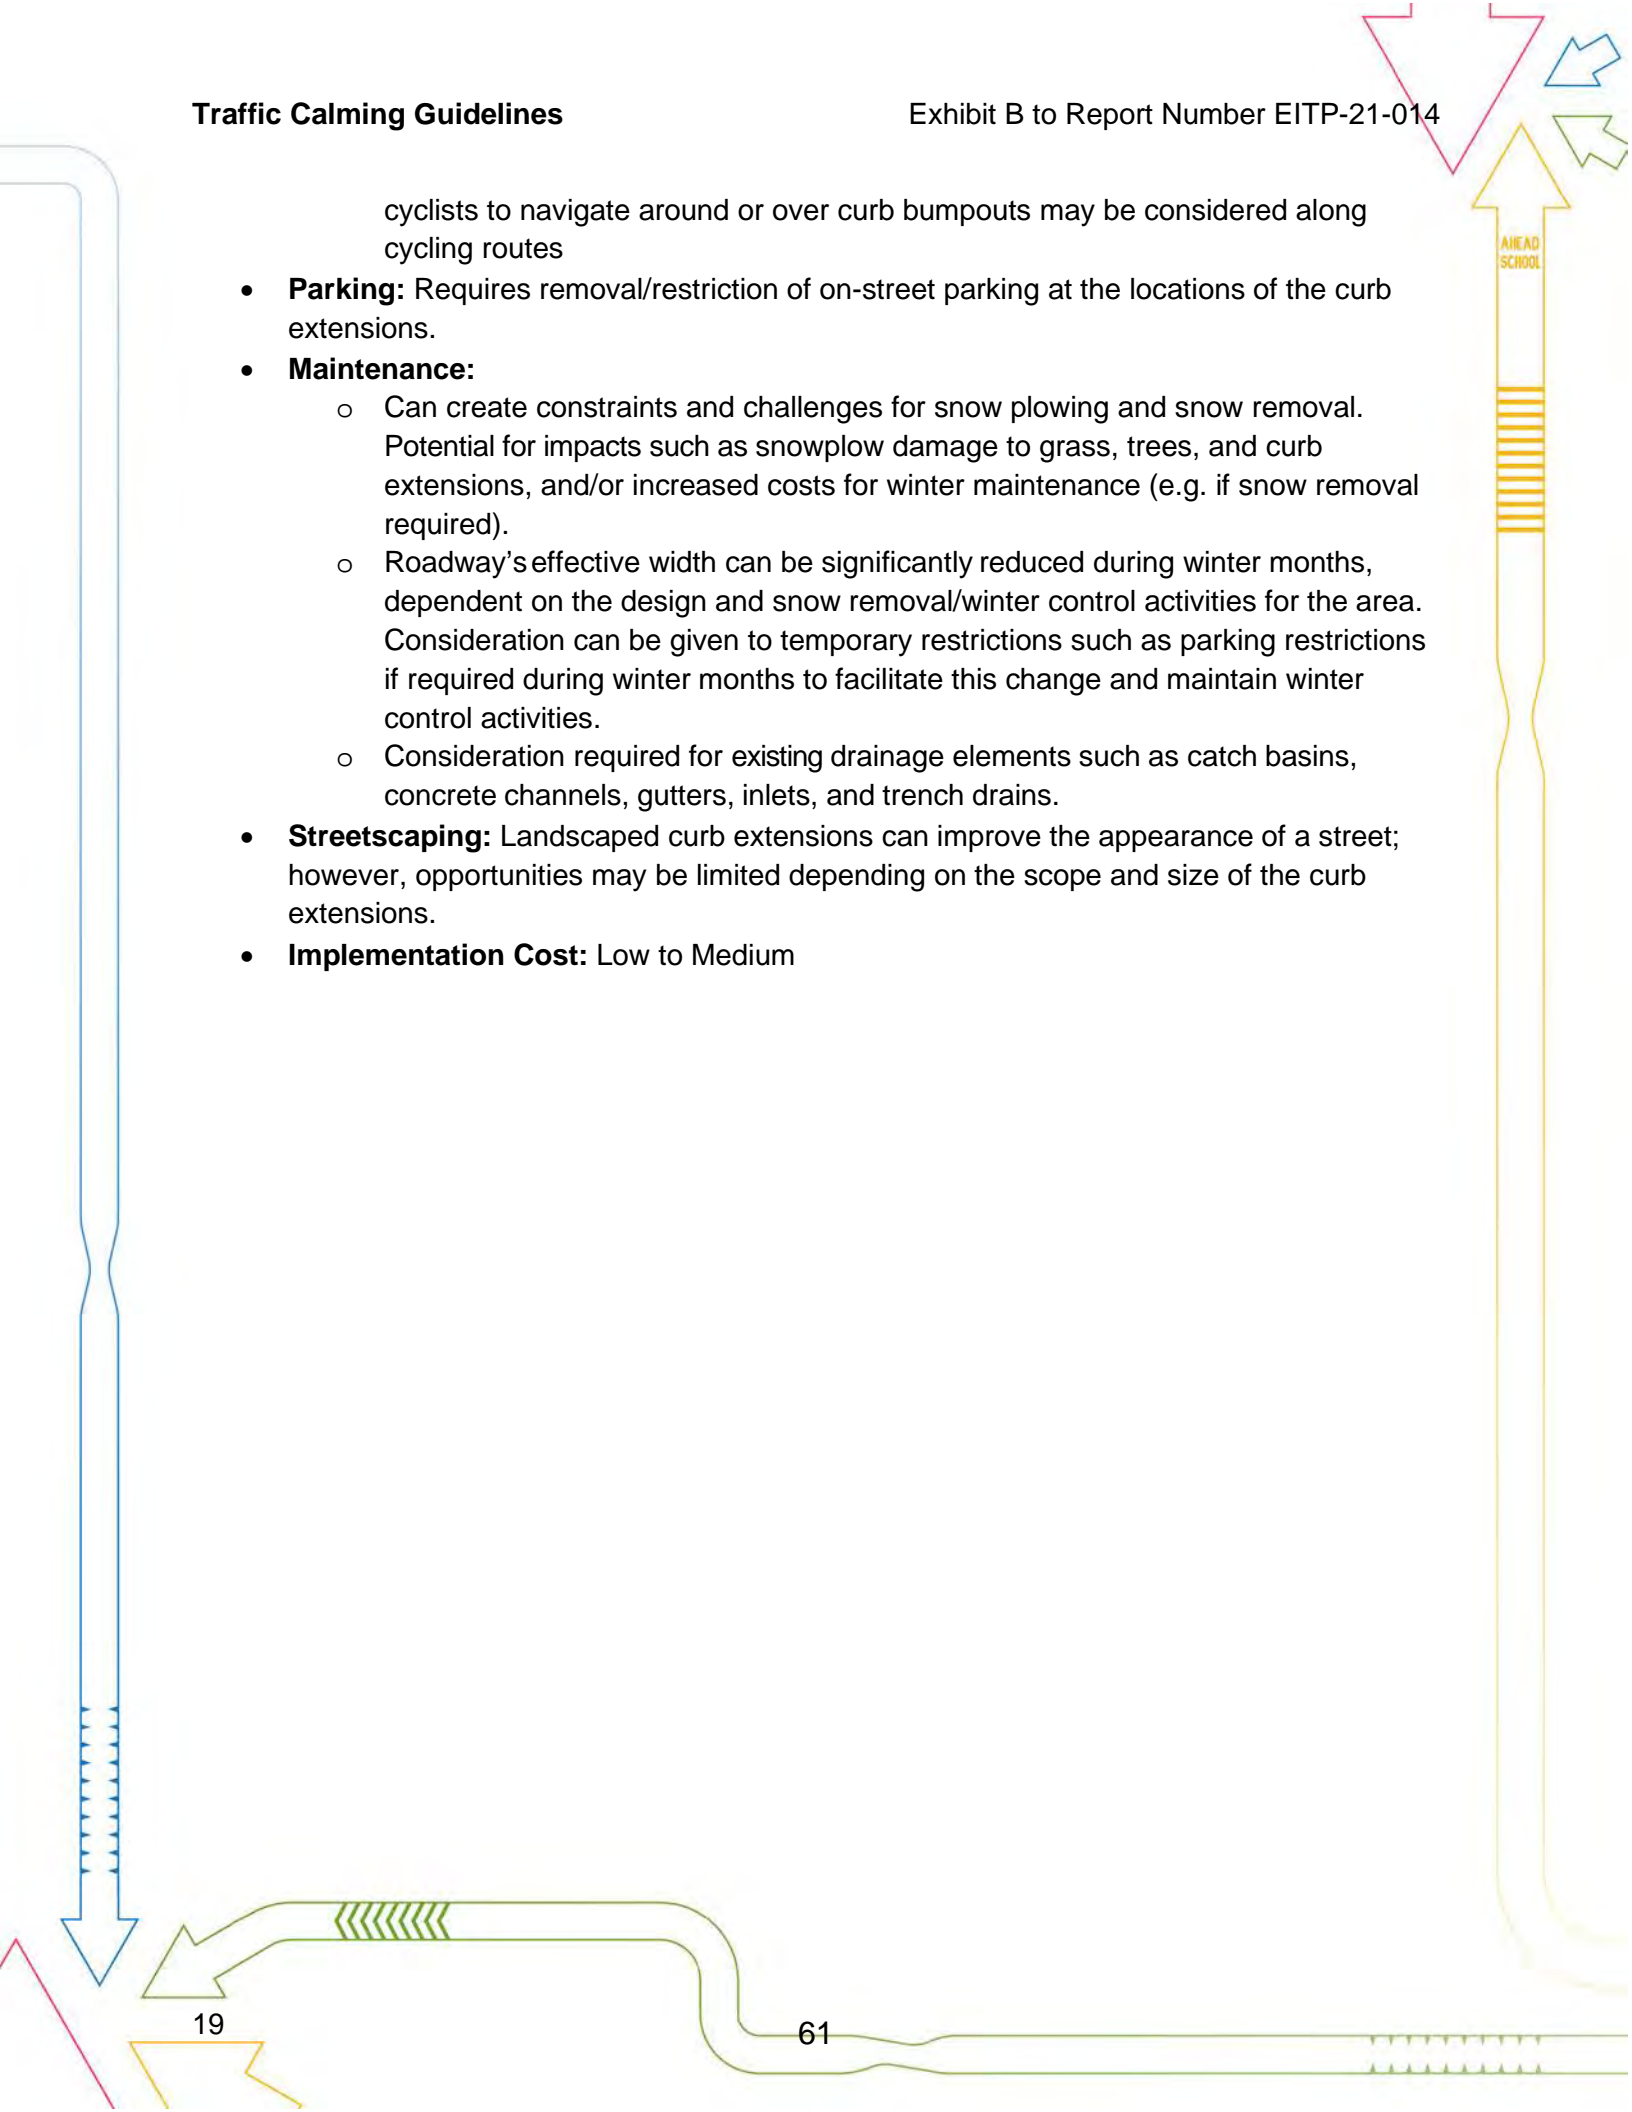 Traffic Calming Guidelines Exhibit B to Report Number EITP-21-014
AHEAD
SCHOOL
cyclists to navigate around or over curb bumpouts may be considered along
cycling routes
• Parking: Requires removal/restriction of on-street parking at the locations of the curb
extensions.
• Maintenance:
o Can create constraints and challenges for snow plowing and snow removal.
Potential for impacts such as snowplow damage to grass, trees, and curb
extensions, and/or increased costs for winter maintenance (e.g. if snow removal
required).
o Roadway’s effective width can be significantly reduced during winter months,
dependent on the design and snow removal/winter control activities for the area.
Consideration can be given to temporary restrictions such as parking restrictions
if required during winter months to facilitate this change and maintain winter
control activities.
o Consideration required for existing drainage elements such as catch basins,
concrete channels, gutters, inlets, and trench drains.
• Streetscaping: Landscaped curb extensions can improve the appearance of a street;
however, opportunities may be limited depending on the scope and size of the curb
extensions.
• Implementation Cost: Low to Medium
19
61